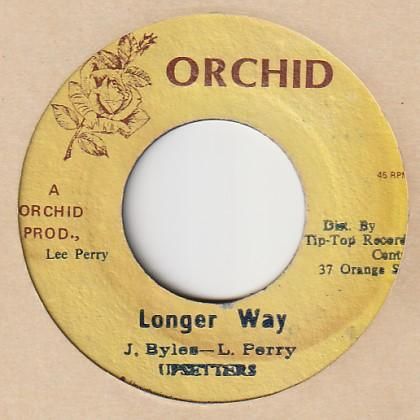 ORCHID
45 RPM
A
ORCHID
PROD.,
Lee Perry
Dist. By
Tip-Top Record
Cent
37 Orange S
Longer Way
J. Byles—L. Perry
UPSETTERS